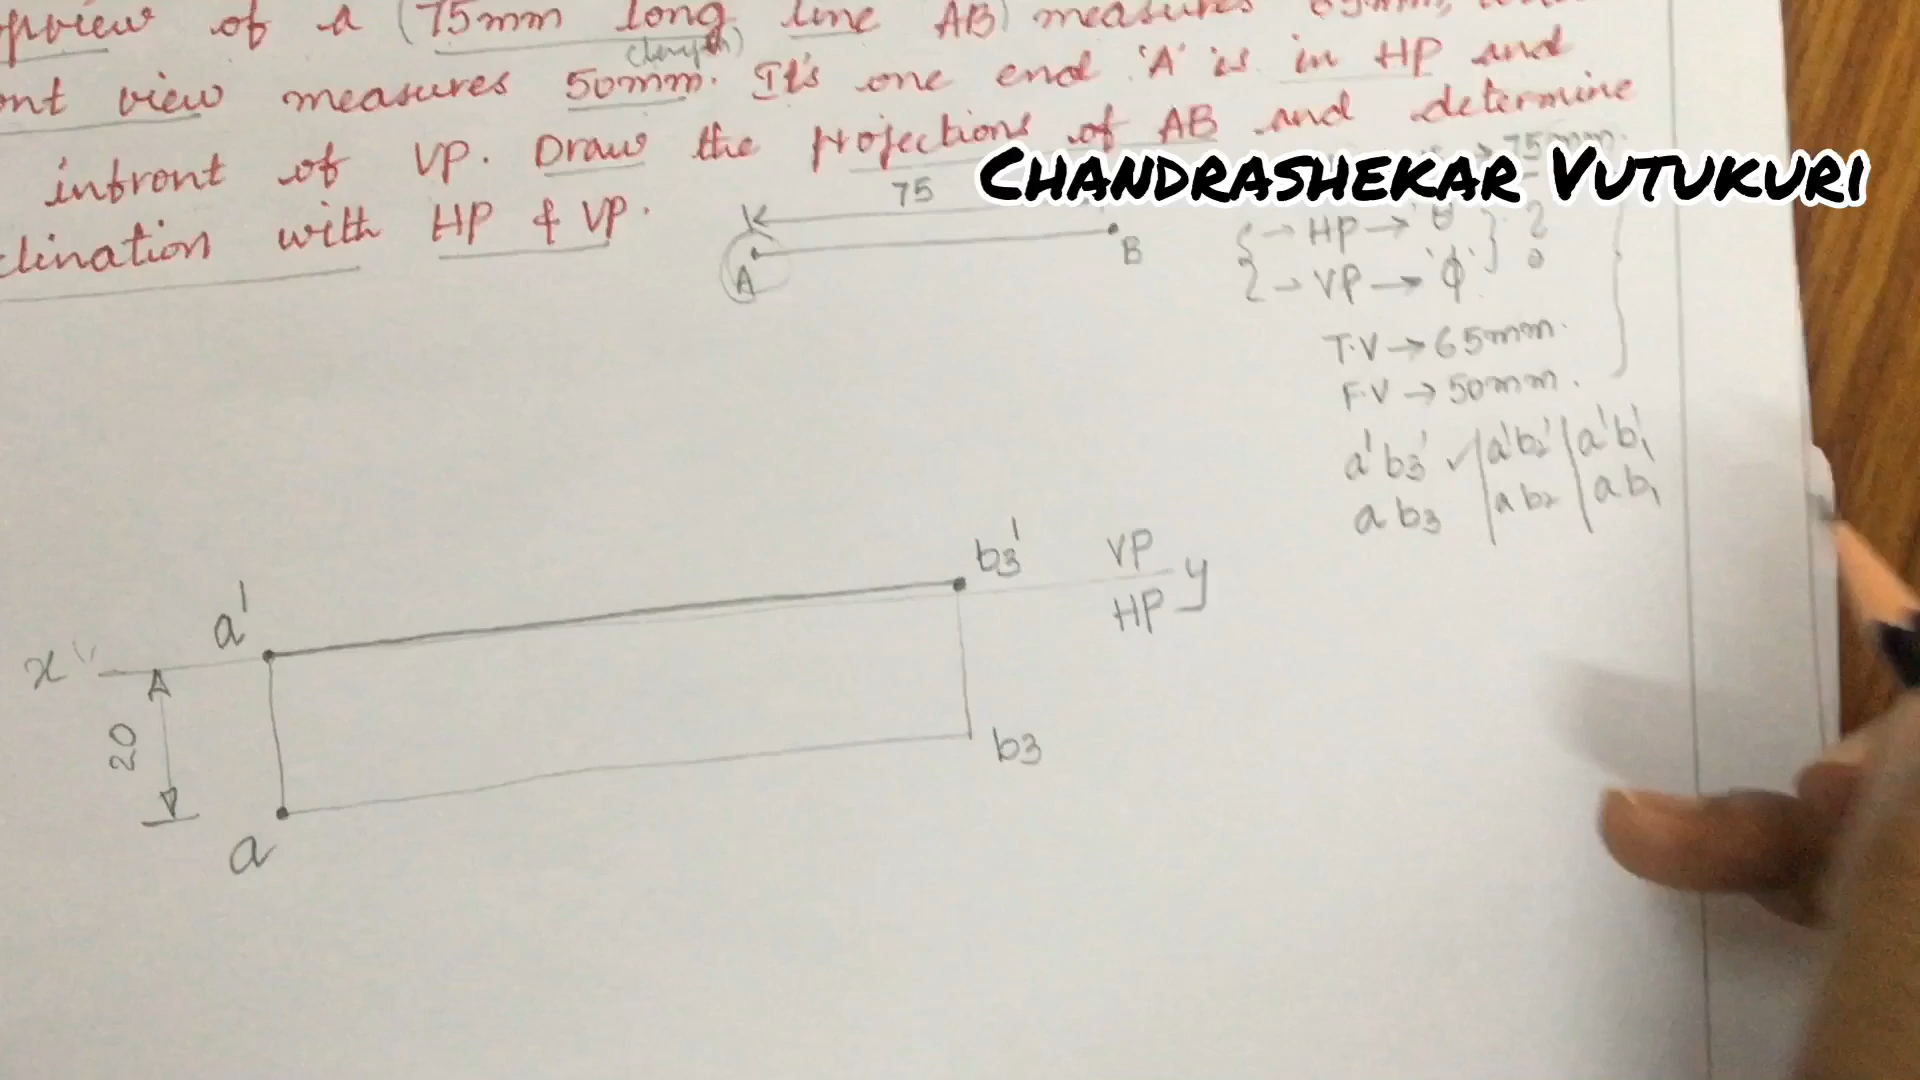 of a (75mm long line AB) measures
(length)
view measures 50mm. It's one end 'A' is in HP and
infront of VP. Draw the projections of AB and determine
with HP & VP.
CHANDRASHEKAR VUTUKURI
→75mm.
75
A B
→ HP → 'θ' } ?
→ VP → 'ϕ'
T.V → 65mm.
F.V → 50mm.
a'b3' ✓ | a'b2' | a'b1'
ab3 | ab2 | ab1
b3' VP
a' x y
HP
20
b3
a